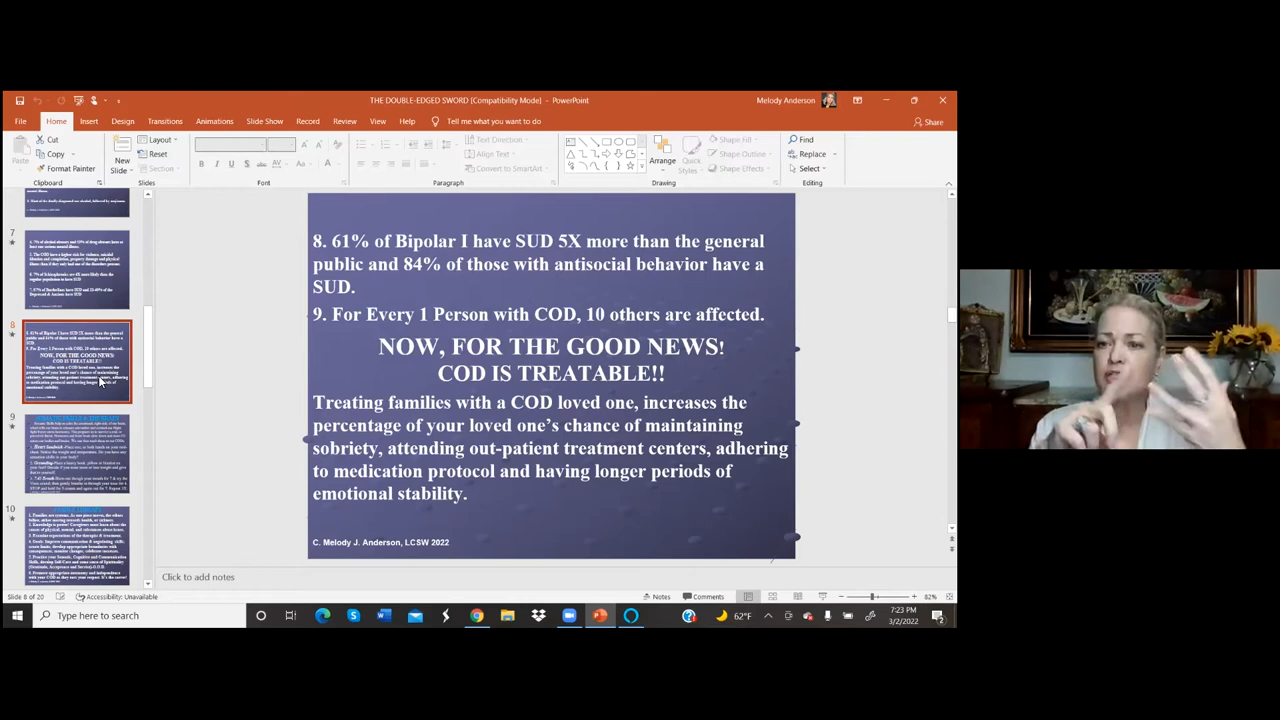 THE DOUBLE-EDGED SWORD [Compatibility Mode] - PowerPoint
Melody Anderson
File Home Insert Design Transitions Animations Slide Show Record Review View Help Tell me what you want to do
Share
Cut
Copy
Format Painter
Paste
Clipboard
New
Slide
Layout
Reset
Section
Slides
Font
Text Direction
Align Text
Convert to SmartArt
Paragraph
Arrange
Quick
Styles
Shape Fill
Shape Outline
Shape Effects
Drawing
Find
Replace
Select
Editing
7
8
9
10
8. 61% of Bipolar I have SUD 5X more than the general
public and 84% of those with antisocial behavior have a
SUD.
9. For Every 1 Person with COD, 10 others are affected.
NOW, FOR THE GOOD NEWS!
COD IS TREATABLE!!
Treating families with a COD loved one, increases the
percentage of your loved one's chance of maintaining
sobriety, attending out-patient treatment centers, adhering
to medication protocol and having longer periods of
emotional stability.
C. Melody J. Anderson, LCSW 2022
Click to add notes
Slide 8 of 20
Accessibility: Unavailable
Notes
Comments
82%
Type here to search
62°F
7:23 PM
3/2/2022